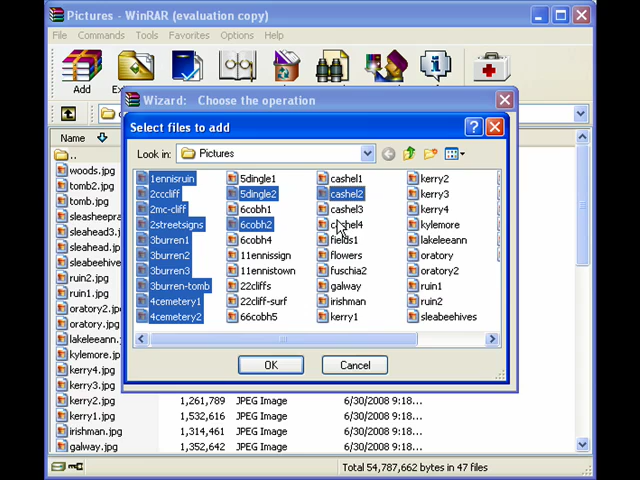 Pictures - WinRAR (evaluation copy)
File Commands Tools Favorites Options Help
Add
Wizard: Choose the operation
Select files to add
Look in: Pictures
Name
1ennisruin 5dingle1 cashel1 kerry2
2cccliff 5dingle2 cashel2 kerry3
2mc-cliff 6cobh1 cashel3 kerry4
2streetsigns 6cobh2 kylemore
3burren1 6cobh4 fields1 lakeleeann
3burren2 11ennissign flowers oratory
3burren3 11ennistown fuschia2 oratory2
3burren-tomb 22cliffs galway ruin1
4cemetery1 22cliff-surf irishman ruin2
4cemetery2 66cobh5 kerry1 sleabeehives
OK Cancel
..
woods.jpg
tomb2.jpg
tomb.jpg
sleasheepra
sleahead3.j
sleahead.jp
sleabeehive
ruin2.jpg
ruin1.jpg
oratory2.jpg
oratory.jpg
lakeleeann.
kylemore.jpg
kerry4.jpg
kerry3.jpg
kerry2.jpg 1,261,789 JPEG Image 6/30/2008 9:18...
kerry1.jpg 1,532,616 JPEG Image 6/30/2008 9:18...
irishman.jpg 1,314,461 JPEG Image 6/30/2008 9:18...
galway.jpg 1,352,642 JPEG Image 6/30/2008 9:18...
Total 54,787,662 bytes in 47 files